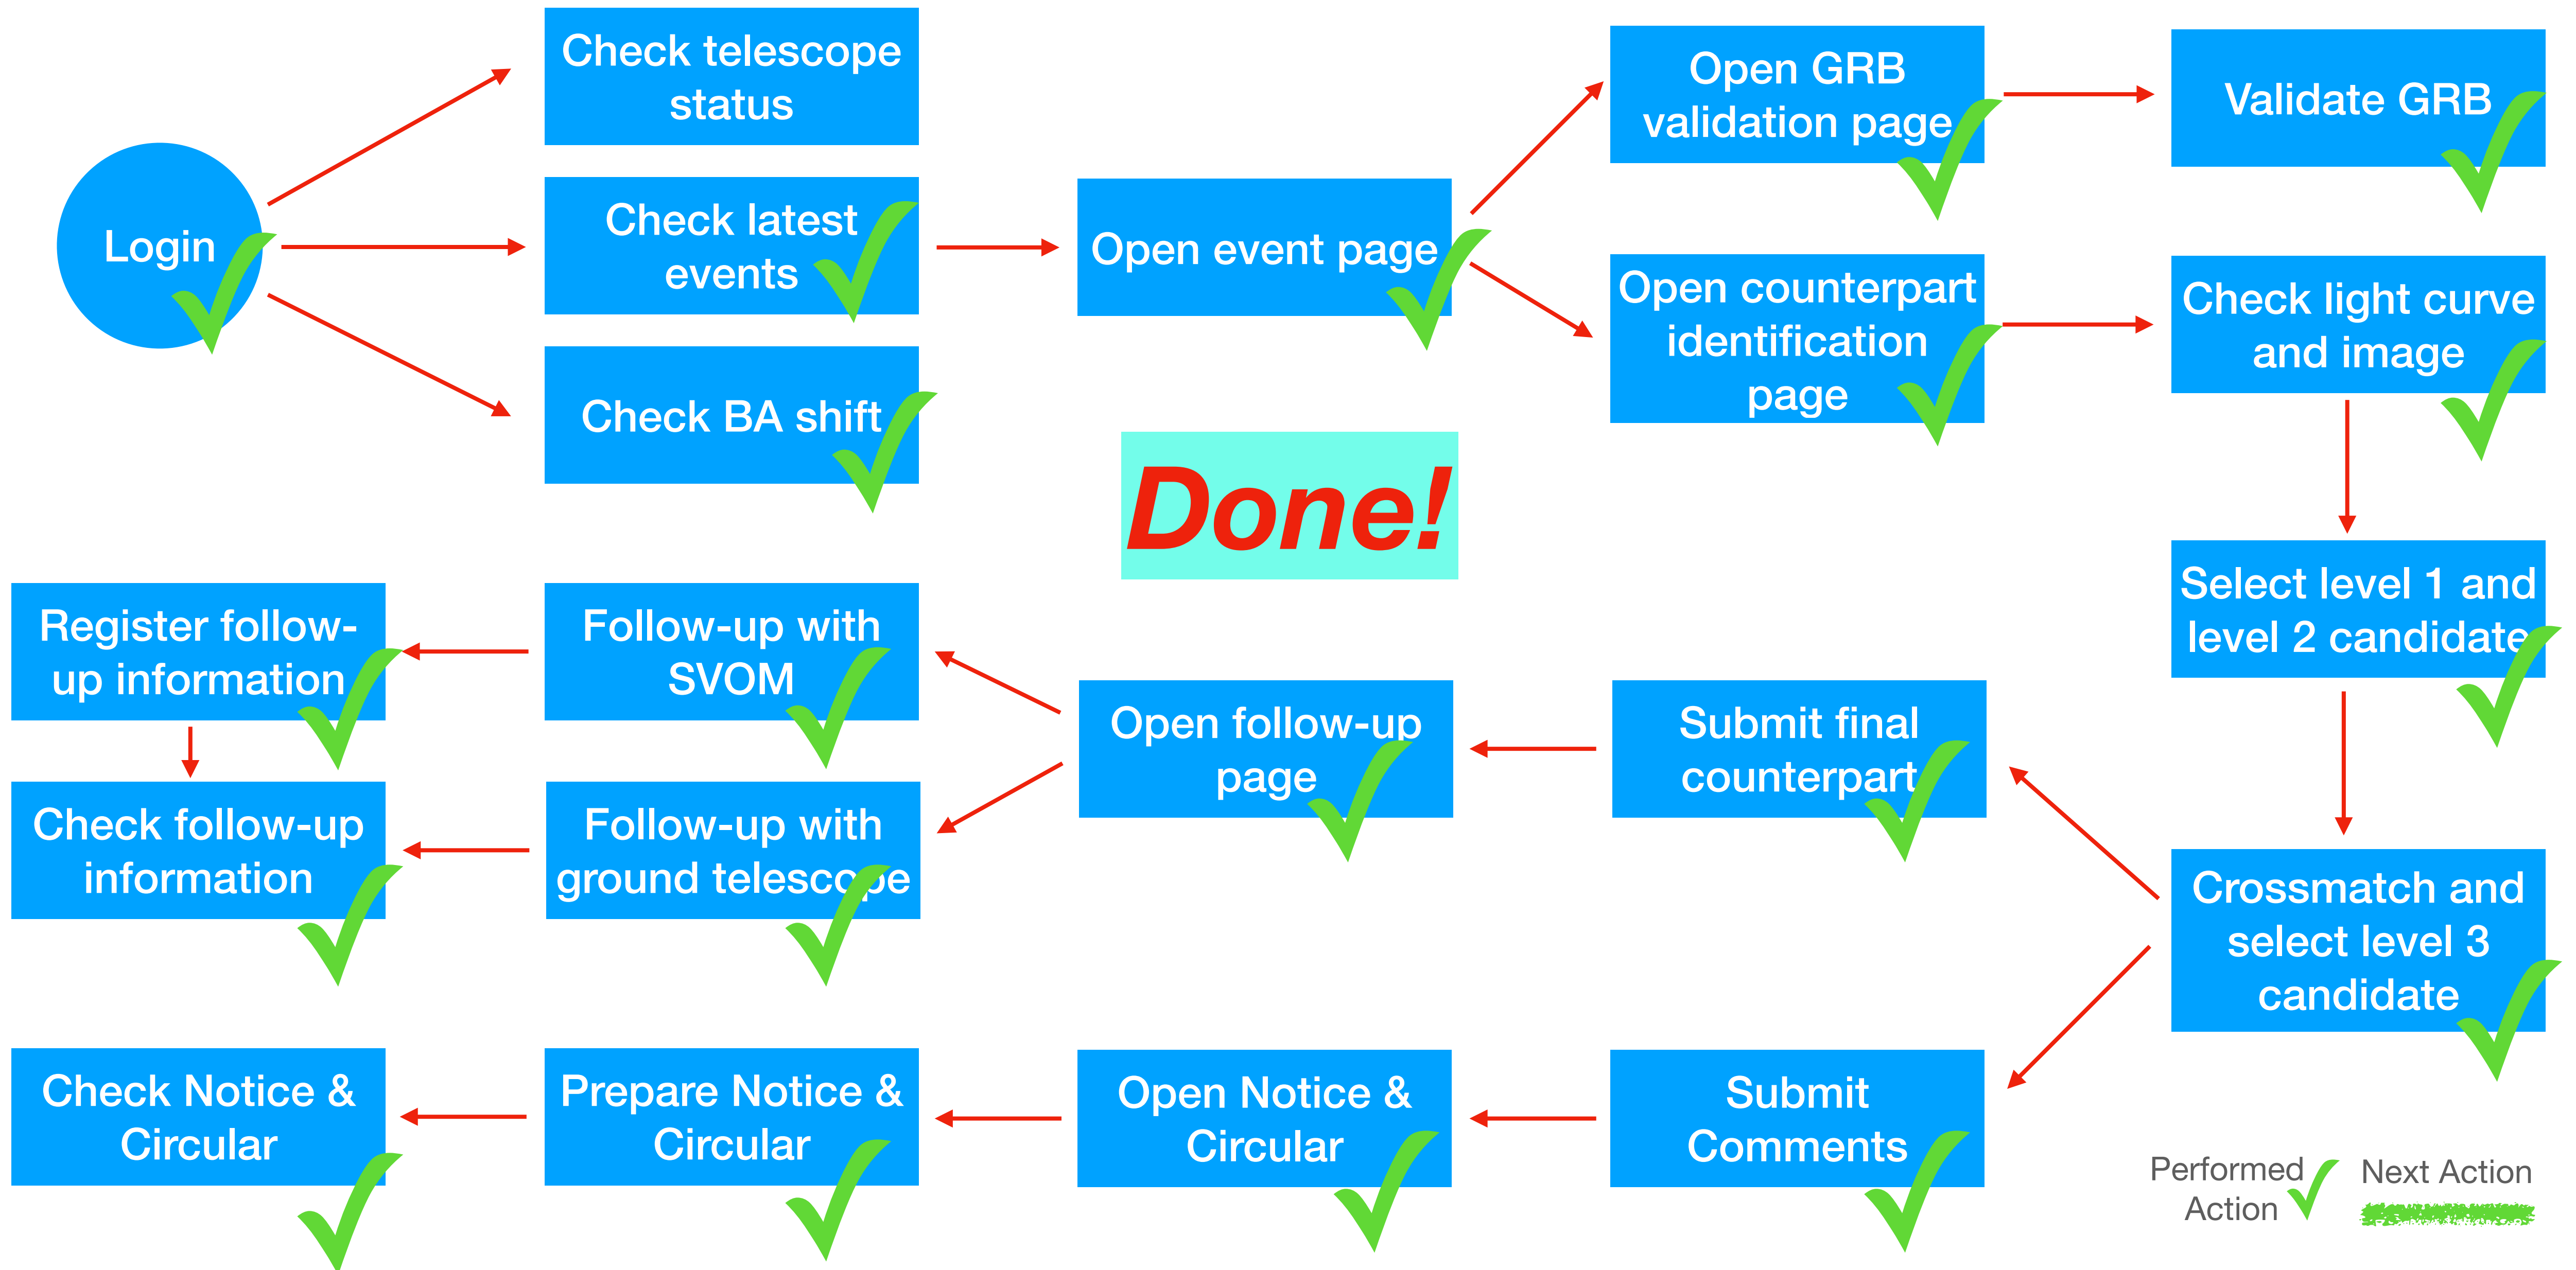 Check telescope
status
Open GRB
validation page
Validate GRB
Login
Check latest
events
Open event page
Open counterpart
identification
page
Check light curve
and image
Check BA shift
Done!
Select level 1 and
level 2 candidate
Register follow-
up information
Follow-up with
SVOM
Open follow-up
page
Submit final
counterpart
Check follow-up
information
Follow-up with
ground telescope
Crossmatch and
select level 3
candidate
Check Notice &
Circular
Prepare Notice &
Circular
Open Notice &
Circular
Submit
Comments
Performed
Action
Next Action